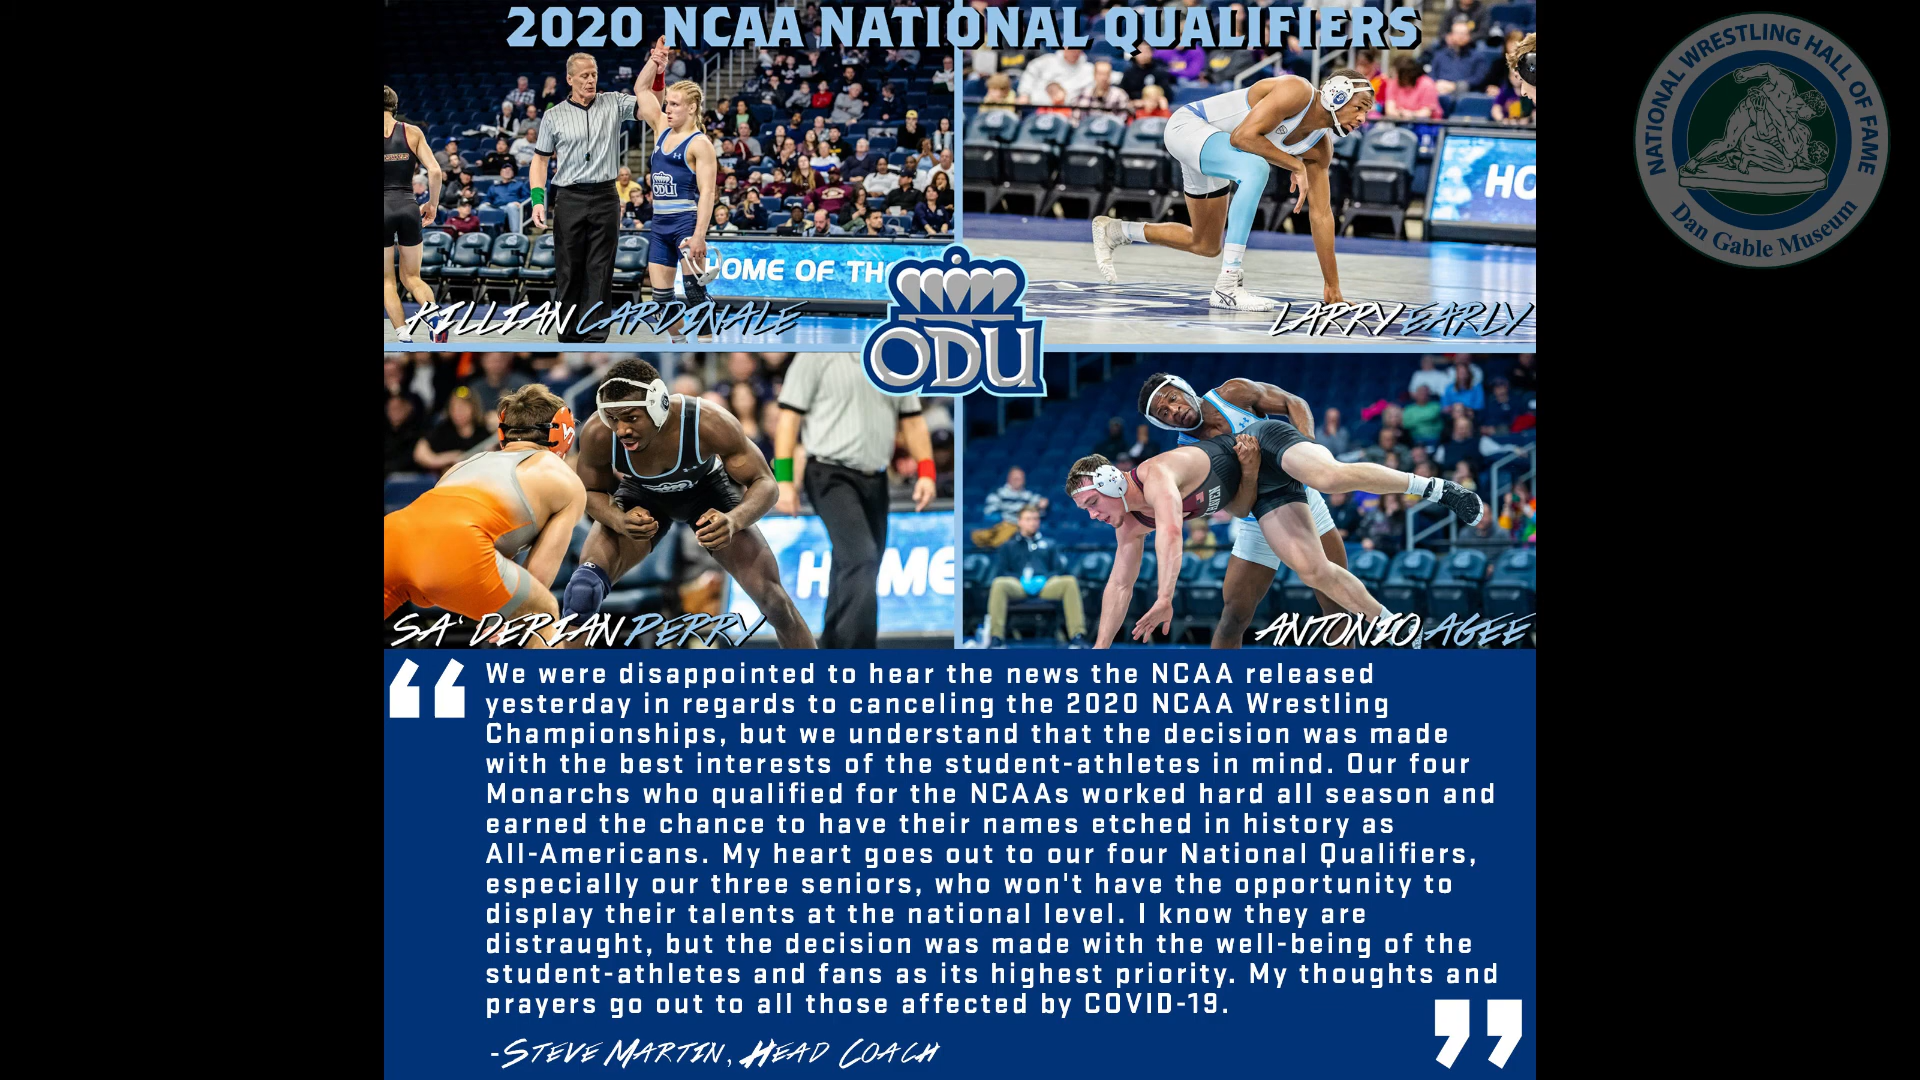 2020 NCAA NATIONAL QUALIFIERS
NATIONAL WRESTLING HALL OF FAME
Dan Gable Museum
ODU
HOME OF TH
KILLIAN CARDINALE
HO
LARRY EARLY
ODU
HOME
SA'DERIAN PERRY
HAVEN
ANTONIO AGEE
“We were disappointed to hear the news the NCAA released
yesterday in regards to canceling the 2020 NCAA Wrestling
Championships, but we understand that the decision was made
with the best interests of the student-athletes in mind. Our four
Monarchs who qualified for the NCAAs worked hard all season and
earned the chance to have their names etched in history as
All-Americans. My heart goes out to our four National Qualifiers,
especially our three seniors, who won't have the opportunity to
display their talents at the national level. I know they are
distraught, but the decision was made with the well-being of the
student-athletes and fans as its highest priority. My thoughts and
prayers go out to all those affected by COVID-19.”
-STEVE MARTIN, HEAD COACH